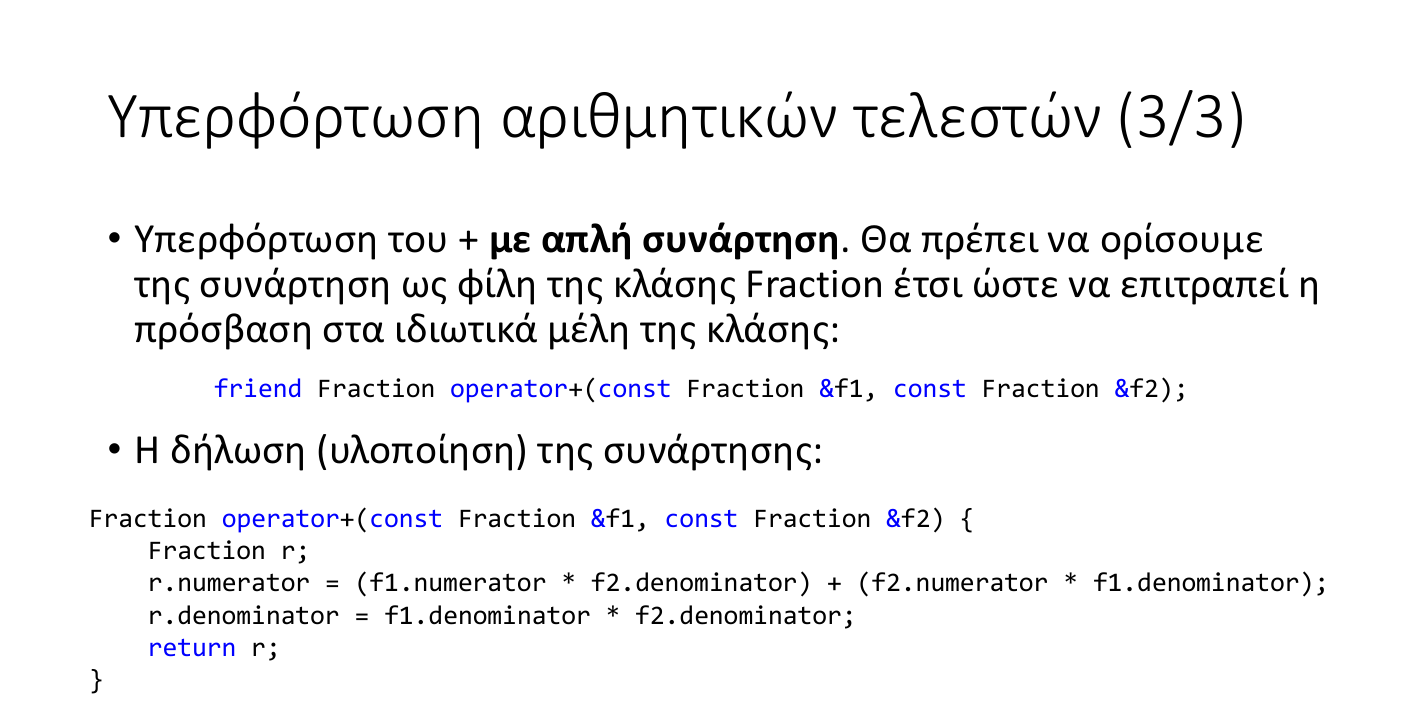 Υπερφόρτωση αριθμητικών τελεστών (3/3)
• Υπερφόρτωση του + με απλή συνάρτηση. Θα πρέπει να ορίσουμε
της συνάρτηση ως φίλη της κλάσης Fraction έτσι ώστε να επιτραπεί η
πρόσβαση στα ιδιωτικά μέλη της κλάσης:
friend Fraction operator+(const Fraction &f1, const Fraction &f2);
• Η δήλωση (υλοποίηση) της συνάρτησης:
Fraction operator+(const Fraction &f1, const Fraction &f2) {
    Fraction r;
    r.numerator = (f1.numerator * f2.denominator) + (f2.numerator * f1.denominator);
    r.denominator = f1.denominator * f2.denominator;
    return r;
}